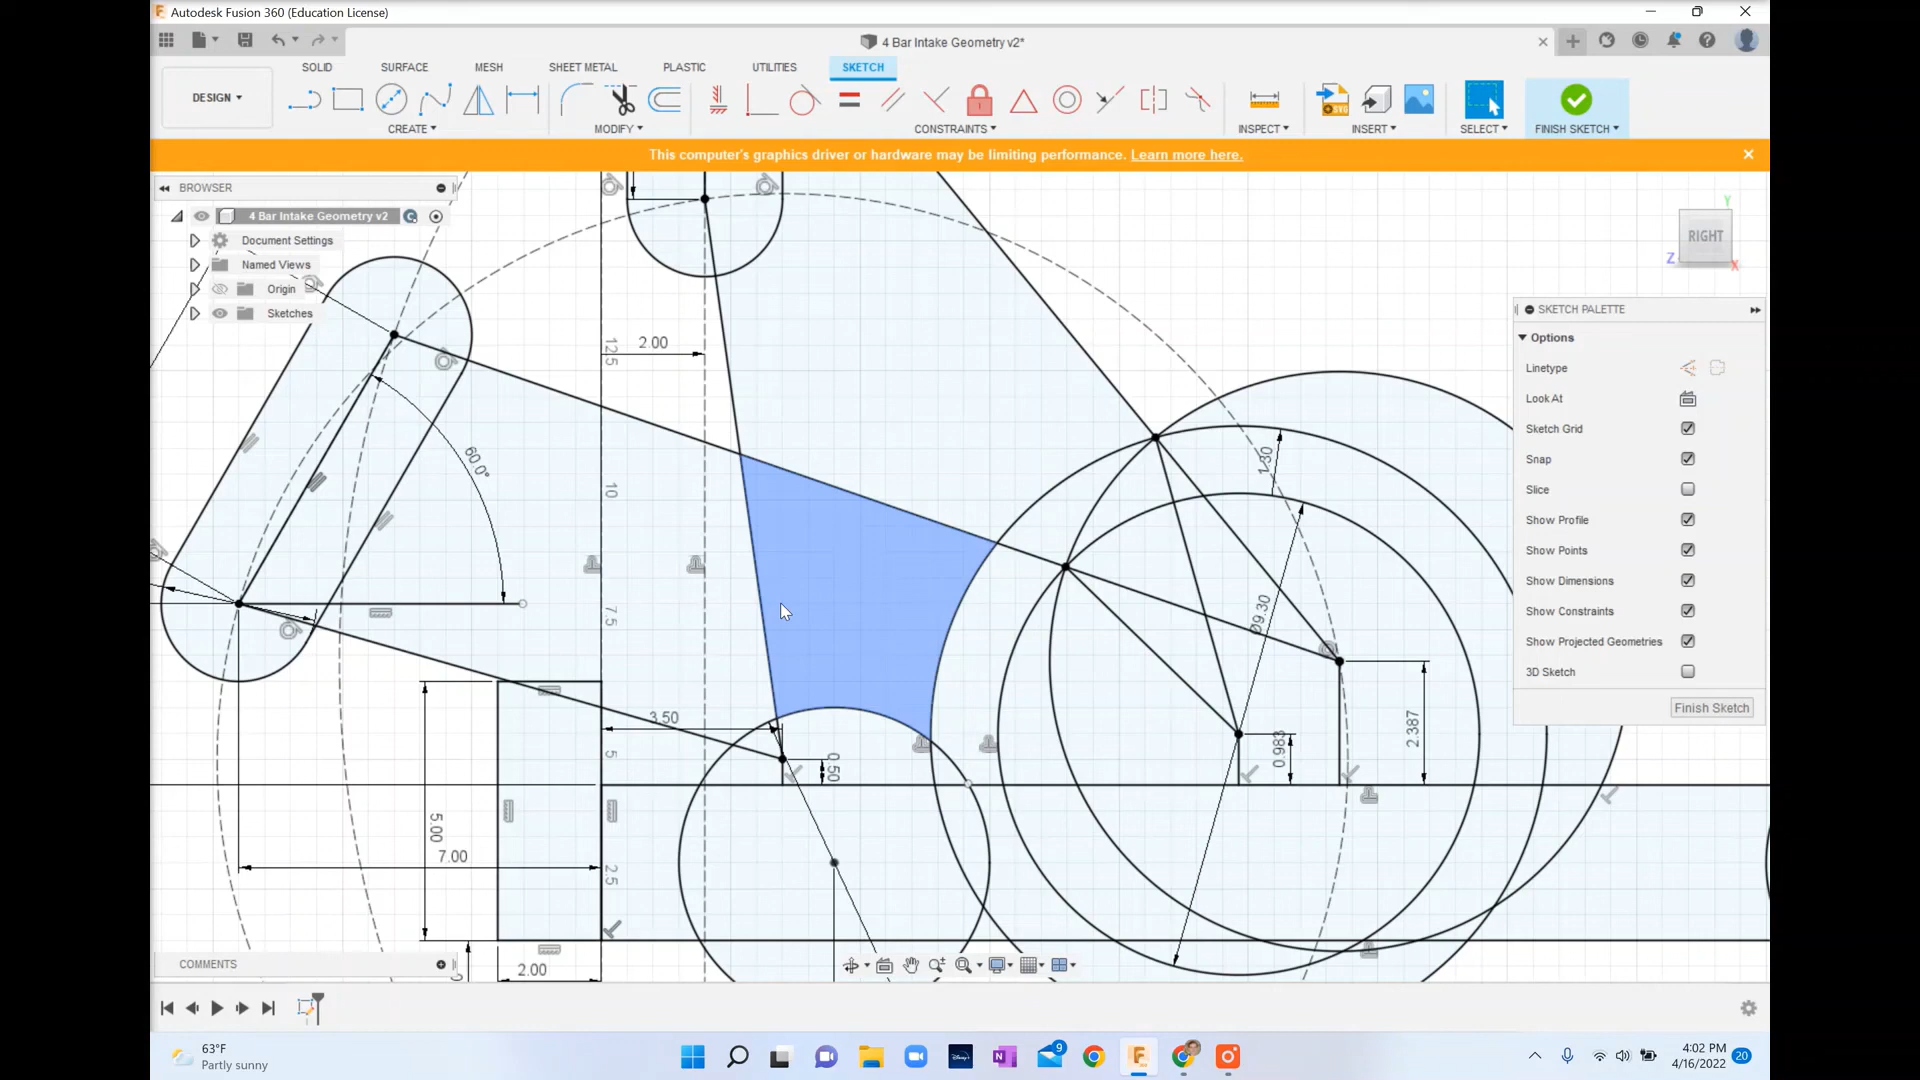 Autodesk Fusion 360 (Education License)
4 Bar Intake Geometry v2*
DESIGN
SOLID
SURFACE
MESH
SHEET METAL
PLASTIC
UTILITIES
SKETCH
CREATE
MODIFY
CONSTRAINTS
INSPECT
INSERT
SELECT
FINISH SKETCH
This computer's graphics driver or hardware may be limiting performance. Learn more here.
BROWSER
4 Bar Intake Geometry v2
Document Settings
Named Views
Origin
Sketches
Y
RIGHT
Z
X
SKETCH PALETTE
Options
Linetype
Look At
Sketch Grid
Snap
Slice
Show Profile
Show Points
Show Dimensions
Show Constraints
Show Projected Geometries
3D Sketch
Finish Sketch
2.00
12.5
60.0°
10
1.30
7.5
Ø9.30
3.50
5
0.50
0.983
2.387
5.00
7.00
2.5
2.00
COMMENTS
63°F
Partly sunny
Disney+
N
9
4:02 PM
4/16/2022
20